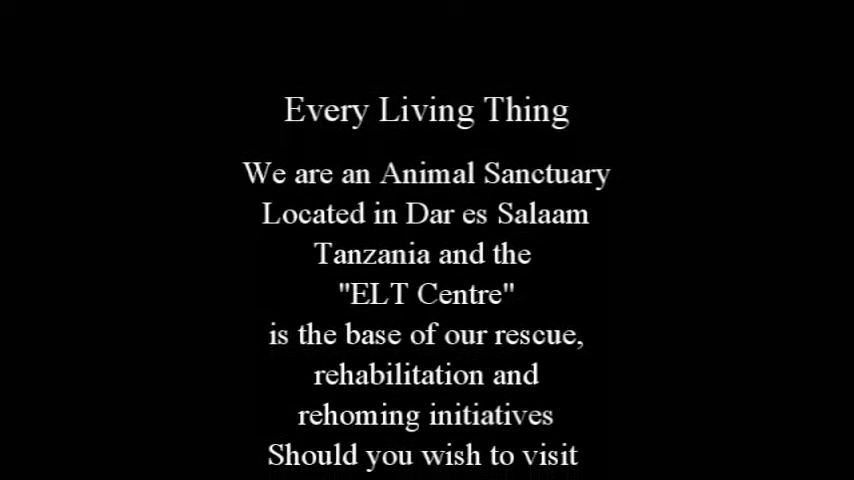 Every Living Thing
We are an Animal Sanctuary
Located in Dar es Salaam
Tanzania and the
"ELT Centre"
is the base of our rescue,
rehabilitation and
rehoming initiatives
Should you wish to visit